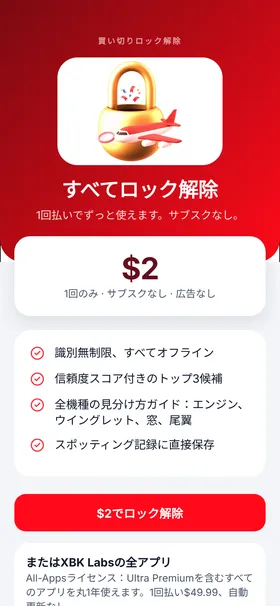 買い切りロック解除
すべてロック解除
1回払いでずっと使えます。サブスクなし。
$2
1回のみ · サブスクなし · 広告なし
識別無制限、すべてオフライン
信頼度スコア付きのトップ3候補
全機種の見分け方ガイド：エンジン、
ウイングレット、窓、尾翼
スポッティング記録に直接保存
$2でロック解除
またはXBK Labsの全アプリ
All-Appsライセンス：Ultra Premiumを含むすべて
のアプリを丸1年使えます。1回払い$49.99、自動
更新なし